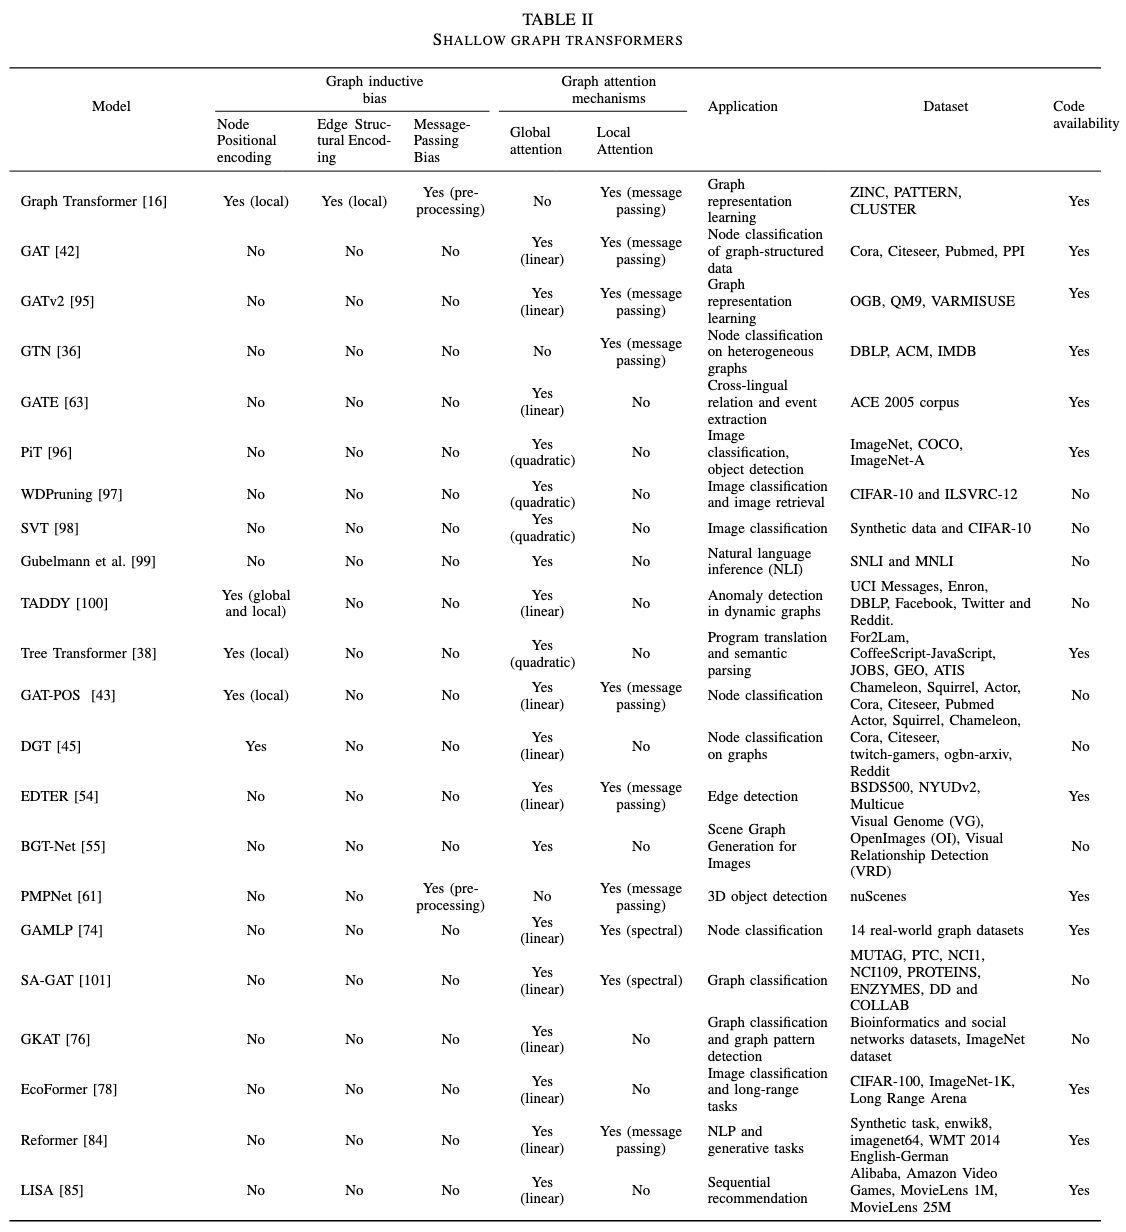 TABLE II
SHALLOW GRAPH TRANSFORMERS
Model
Graph inductive
bias
Graph attention
mechanisms
Application
Dataset
Code
availability
Node
Positional
encoding
Edge Struc-
tural Encod-
ing
Message-
Passing
Bias
Global
attention
Local
Attention
Graph Transformer [16]
Yes (local)
Yes (local)
Yes (pre-
processing)
No
Yes (message
passing)
Graph
representation
learning
ZINC, PATTERN,
CLUSTER
Yes
GAT [42]
No
No
No
Yes
(linear)
Yes (message
passing)
Node classification
of graph-structured
data
Cora, Citeseer, Pubmed, PPI
Yes
GATv2 [95]
No
No
No
Yes
(linear)
Yes (message
passing)
Graph
representation
learning
OGB, QM9, VARMISUSE
Yes
GTN [36]
No
No
No
No
Yes (message
passing)
Node classification
on heterogeneous
graphs
DBLP, ACM, IMDB
Yes
GATE [63]
No
No
No
Yes
(linear)
No
Cross-lingual
relation and event
extraction
ACE 2005 corpus
Yes
PiT [96]
No
No
No
Yes
(quadratic)
No
Image
classification,
object detection
ImageNet, COCO,
ImageNet-A
Yes
WDPruning [97]
No
No
No
Yes
(quadratic)
No
Image classification
and image retrieval
CIFAR-10 and ILSVRC-12
No
SVT [98]
No
No
No
Yes
(quadratic)
No
Image classification
Synthetic data and CIFAR-10
No
Gubelmann et al. [99]
No
No
No
Yes
No
Natural language
inference (NLI)
SNLI and MNLI
No
TADDY [100]
Yes (global
and local)
No
No
Yes
(linear)
No
Anomaly detection
in dynamic graphs
UCI Messages, Enron,
DBLP, Facebook, Twitter and
Reddit.
No
Tree Transformer [38]
Yes (local)
No
No
Yes
(quadratic)
No
Program translation
and semantic
parsing
For2Lam,
CoffeeScript-JavaScript,
JOBS, GEO, ATIS
Yes
GAT-POS [43]
Yes (local)
No
No
Yes
(linear)
Yes (message
passing)
Node classification
Chameleon, Squirrel, Actor,
Cora, Citeseer, Pubmed
No
DGT [45]
Yes
No
No
Yes
(linear)
No
Node classification
on graphs
Actor, Squirrel, Chameleon,
Cora, Citeseer,
twitch-gamers, ogbn-arxiv,
Reddit
No
EDTER [54]
No
No
No
Yes
(linear)
Yes (message
passing)
Edge detection
BSDS500, NYUDv2,
Multicue
Yes
BGT-Net [55]
No
No
No
Yes
No
Scene Graph
Generation for
Images
Visual Genome (VG),
OpenImages (OI), Visual
Relationship Detection
(VRD)
No
PMPNet [61]
No
No
Yes (pre-
processing)
No
Yes (message
passing)
3D object detection
nuScenes
Yes
GAMLP [74]
No
No
No
Yes
(linear)
Yes (spectral)
Node classification
14 real-world graph datasets
Yes
SA-GAT [101]
No
No
No
Yes
(linear)
Yes (spectral)
Graph classification
MUTAG, PTC, NCI1,
NCI109, PROTEINS,
ENZYMES, DD and
COLLAB
No
GKAT [76]
No
No
No
Yes
(linear)
No
Graph classification
and graph pattern
detection
Bioinformatics and social
networks datasets, ImageNet
dataset
No
EcoFormer [78]
No
No
No
Yes
(linear)
No
Image classification
and long-range
tasks
CIFAR-100, ImageNet-1K,
Long Range Arena
Yes
Reformer [84]
No
No
No
Yes
(linear)
Yes (message
passing)
NLP and
generative tasks
Synthetic task, enwik8,
imagenet64, WMT 2014
English-German
Yes
LISA [85]
No
No
No
Yes
(linear)
No
Sequential
recommendation
Alibaba, Amazon Video
Games, MovieLens 1M,
MovieLens 25M
Yes